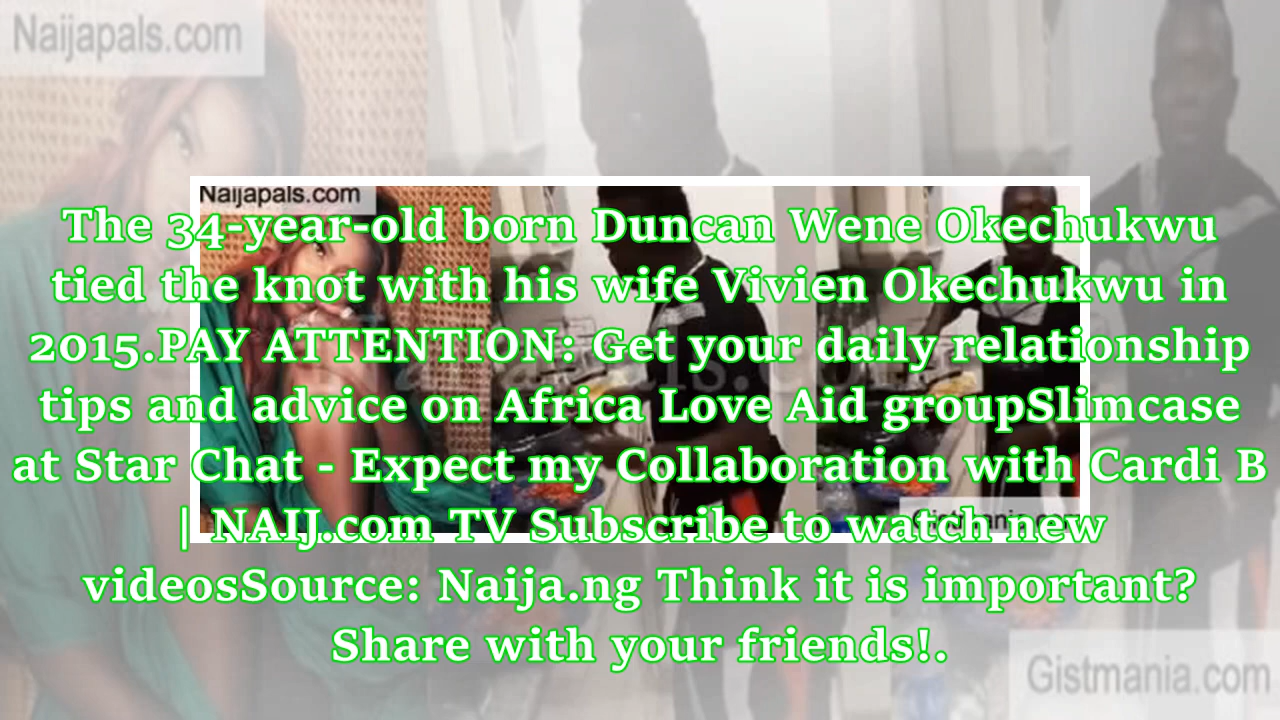 Naijapals.com
Naijapals.com
The 34-year-old born Duncan Wene Okechukwu
tied the knot with his wife Vivien Okechukwu in
2015.PAY ATTENTION: Get your daily relationship
tips and advice on Africa Love Aid groupSlimcase
at Star Chat - Expect my Collaboration with Cardi B
| NAIJ.com TV Subscribe to watch new
videosSource: Naija.ng Think it is important?
Share with your friends!.
Gistmania.com
Gistmania.com